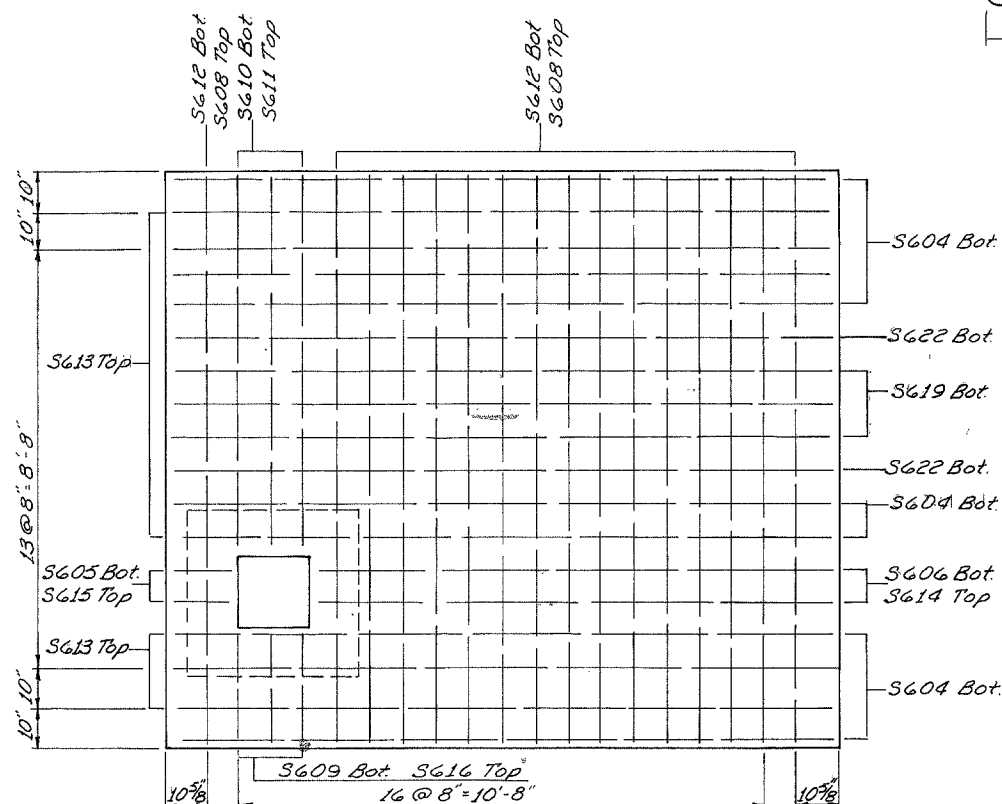 S612 Bot
S608 Top
S610 Bot.
S611 Top
S612 Bot
S608 Top
10" 10"
S604 Bot.
S622 Bot.
S613 Top
S619 Bot.
13 @ 8" = 8'-8"
S622 Bot.
S604 Bot.
S605 Bot.
S615 Top
S606 Bot.
S614 Top
S613 Top
S604 Bot.
10" 10"
S609 Bot. S616 Top
10⅝"
16 @ 8" = 10'-8"
10⅝"